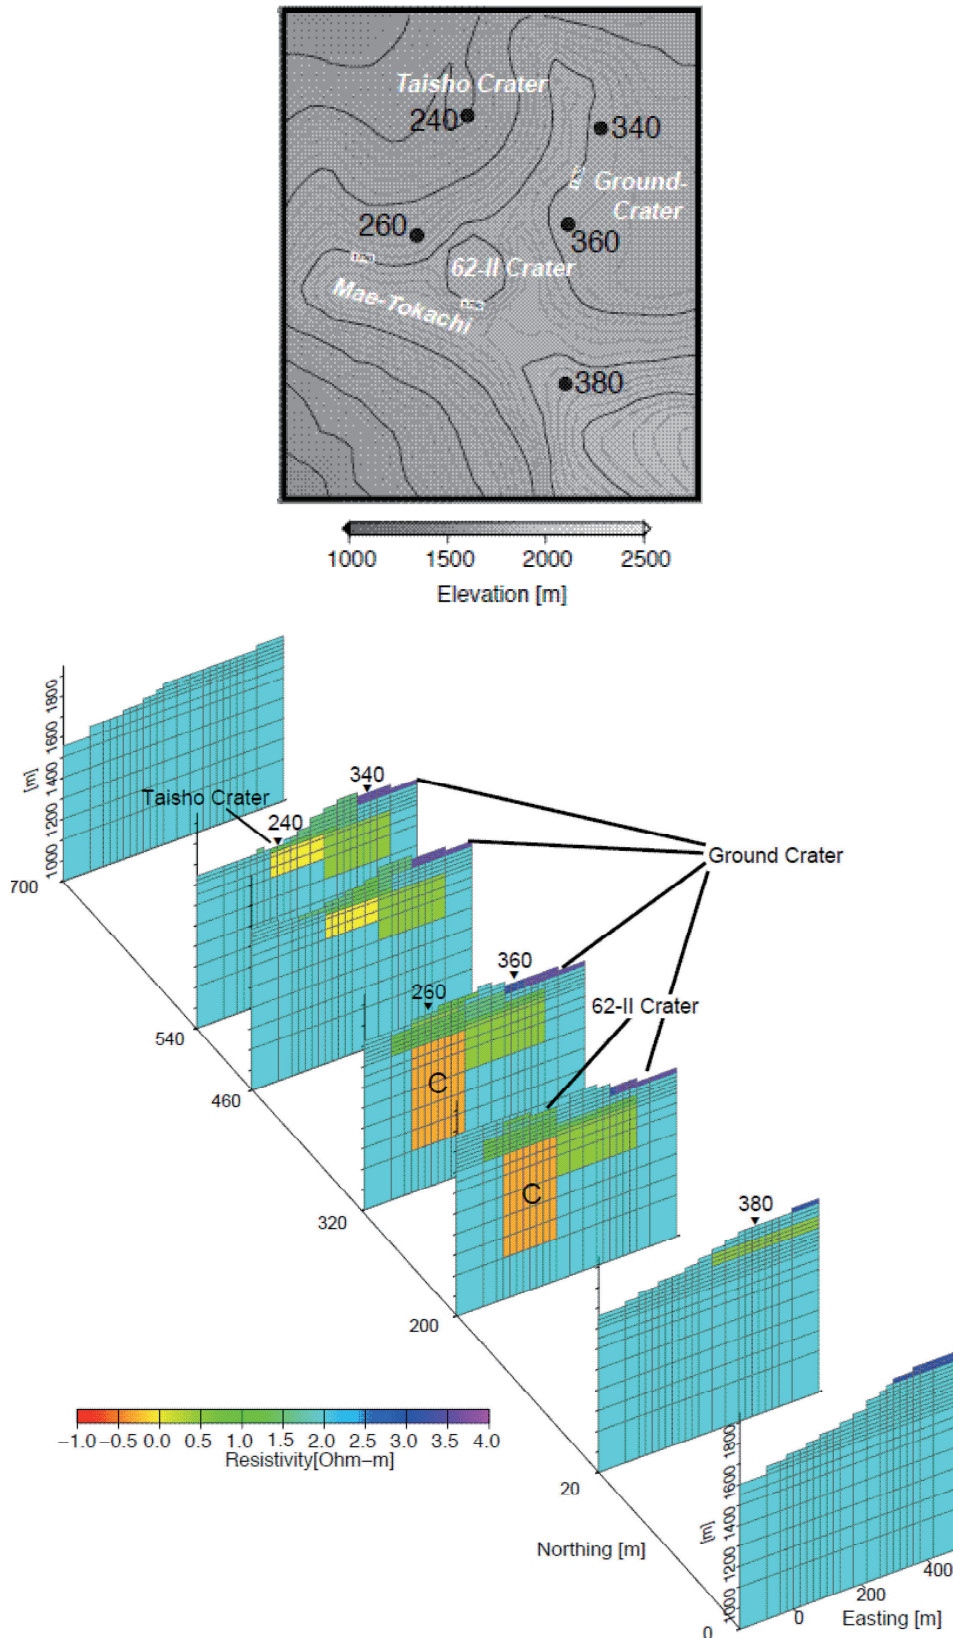 Taisho Crater
240
340
Ground-
Crater
260
360
62-II Crater
Mae-Tokachi
380
1000 1500 2000 2500
Elevation [m]
1000 1200 1400 1600 1800
[m]
340
Taisho Crater
240
Ground Crater
700
360
260
62-II Crater
540
C
460
C
380
320
200
-1.0 -0.5 0.0 0.5 1.0 1.5 2.0 2.5 3.0 3.5 4.0
Resistivity[Ohm-m]
1000 1200 1400 1600 1800
[m]
20
Northing [m]
400
200
0
0
Easting [m]